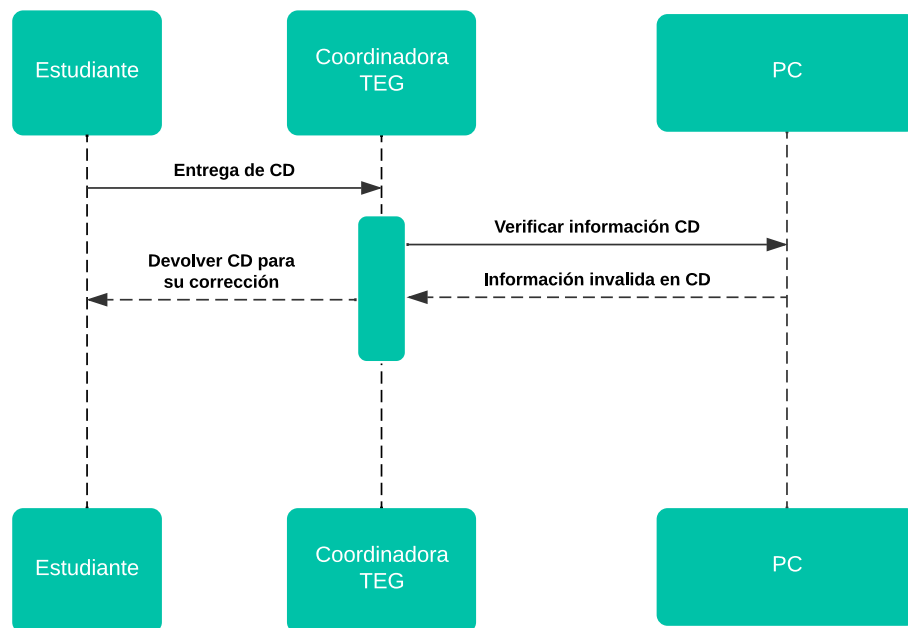 Estudiante
Coordinadora
TEG
PC
Entrega de CD
Verificar información CD
Devolver CD para
su corrección
Información invalida en CD
Estudiante
Coordinadora
TEG
PC